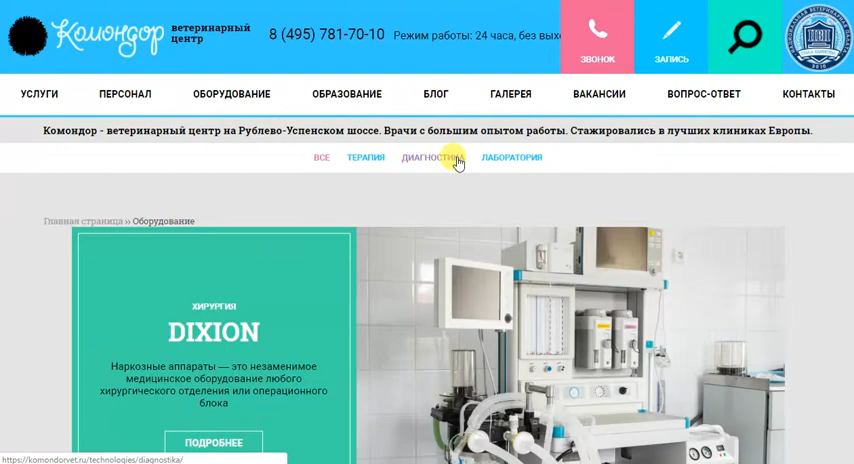 Комондор
ветеринарный
центр
8 (495) 781-70-10
Режим работы: 24 часа, без
ЗВОНОК
ЗАПИСЬ
УСЛУГИ
ПЕРСОНАЛ
ОБОРУДОВАНИЕ
ОБРАЗОВАНИЕ
БЛОГ
ГАЛЕРЕЯ
ВАКАНСИИ
ВОПРОС-ОТВЕТ
КОНТАКТЫ
Комондор - ветеринарный центр на Рублево-Успенском шоссе. Врачи с большим опытом работы. Стажировались в лучших клиниках Европы.
ВСЕ
ТЕРАПИЯ
ДИАГНОСТИКА
ЛАБОРАТОРИЯ
Главная страница ›› Оборудование
ХИРУРГИЯ
DIXION
Наркозные аппараты — это незаменимое
медицинское оборудование любого
хирургического отделения или операционного
блока
ПОДРОБНЕЕ
https://komondorvet.ru/technologies/diagnostika/